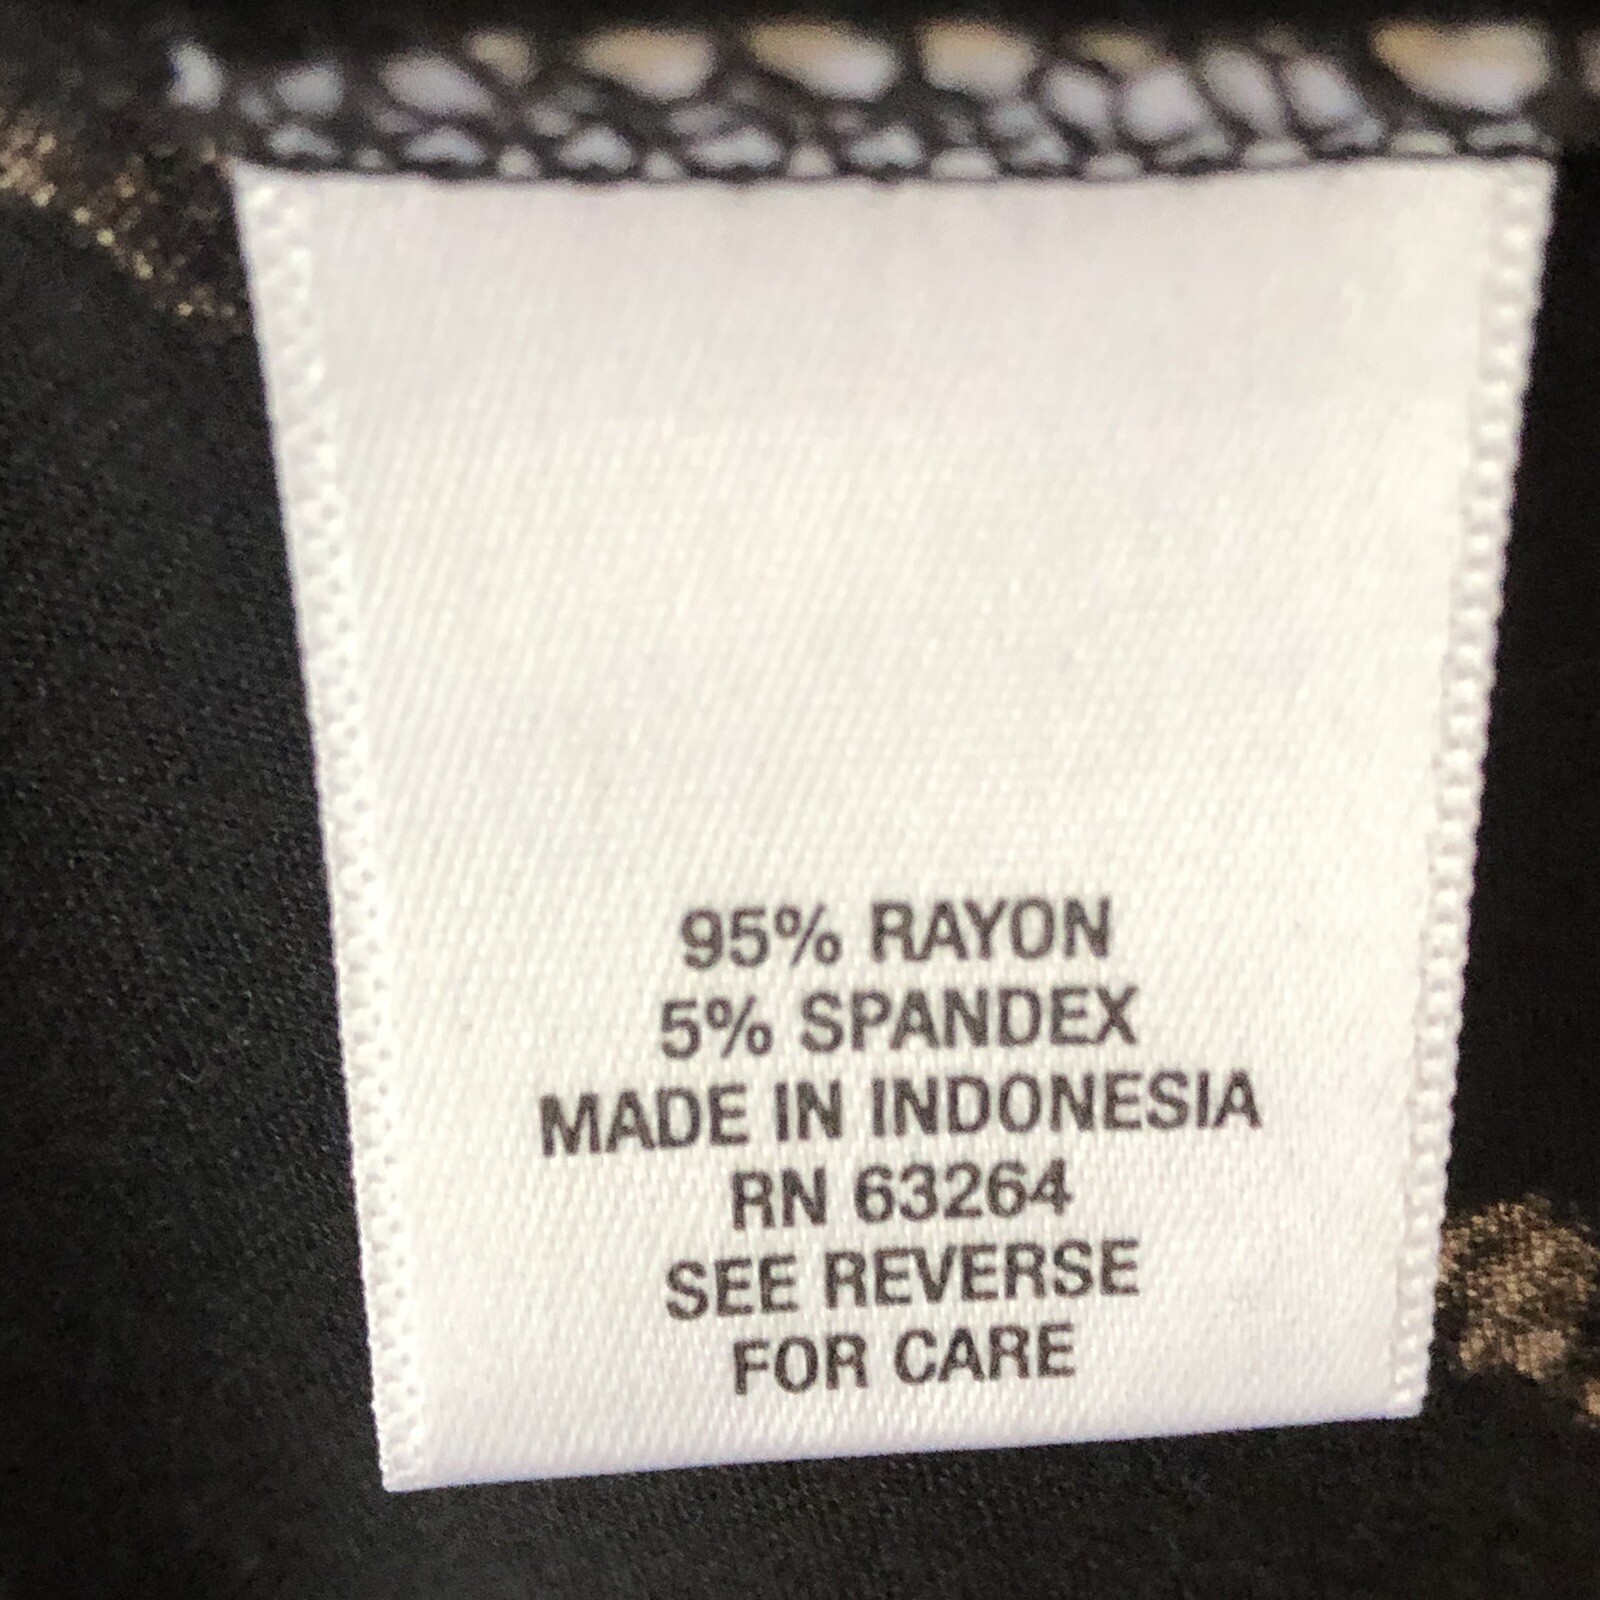 95% RAYON
5% SPANDEX
MADE IN INDONESIA
RN 63264
SEE REVERSE
FOR CARE